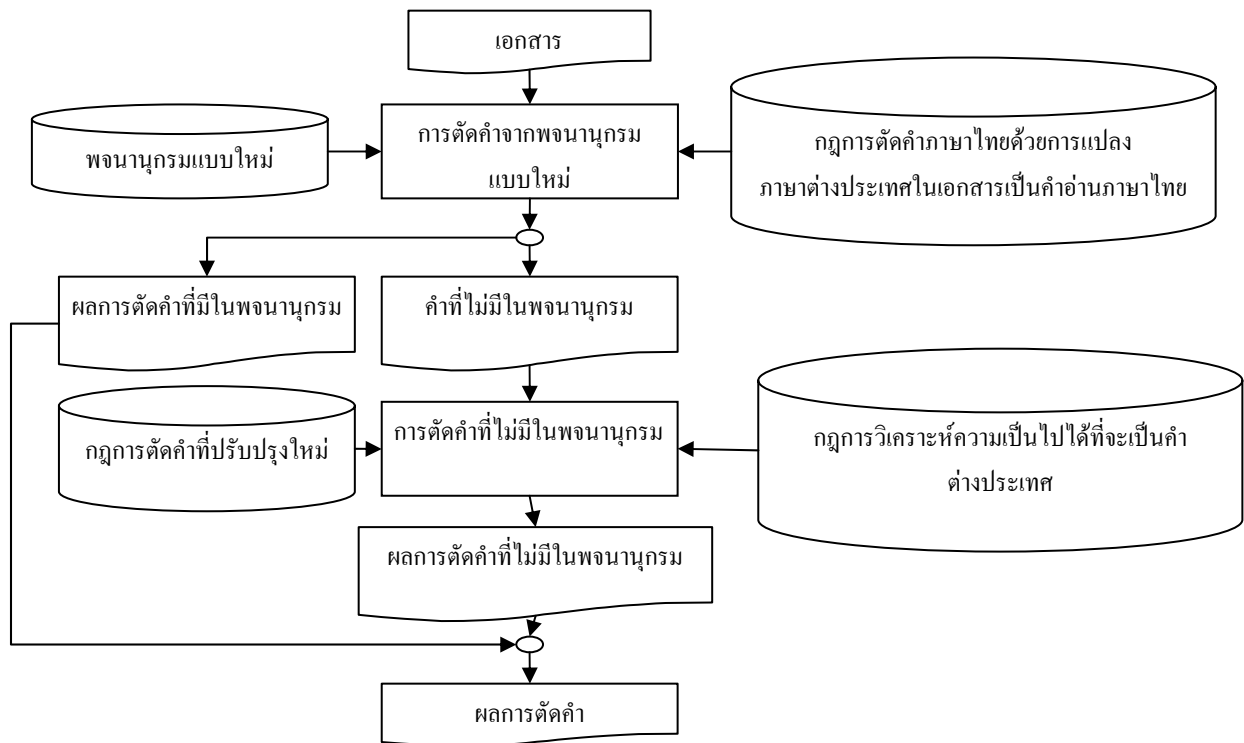 เอกสาร
พจนานุกรมแบบใหม่
การตัดคำจากพจนานุกรม
แบบใหม่
กฎการตัดคำภาษาไทยด้วยการแปลง
ภาษาต่างประเทศในเอกสารเป็นคำอ่านภาษาไทย
ผลการตัดคำที่มีในพจนานุกรม
คำที่ไม่มีในพจนานุกรม
กฎการตัดคำที่ปรับปรุงใหม่
การตัดคำที่ไม่มีในพจนานุกรม
กฎการวิเคราะห์ความเป็นไปได้ที่จะเป็นคำ
ต่างประเทศ
ผลการตัดคำที่ไม่มีในพจนานุกรม
ผลการตัดคำ